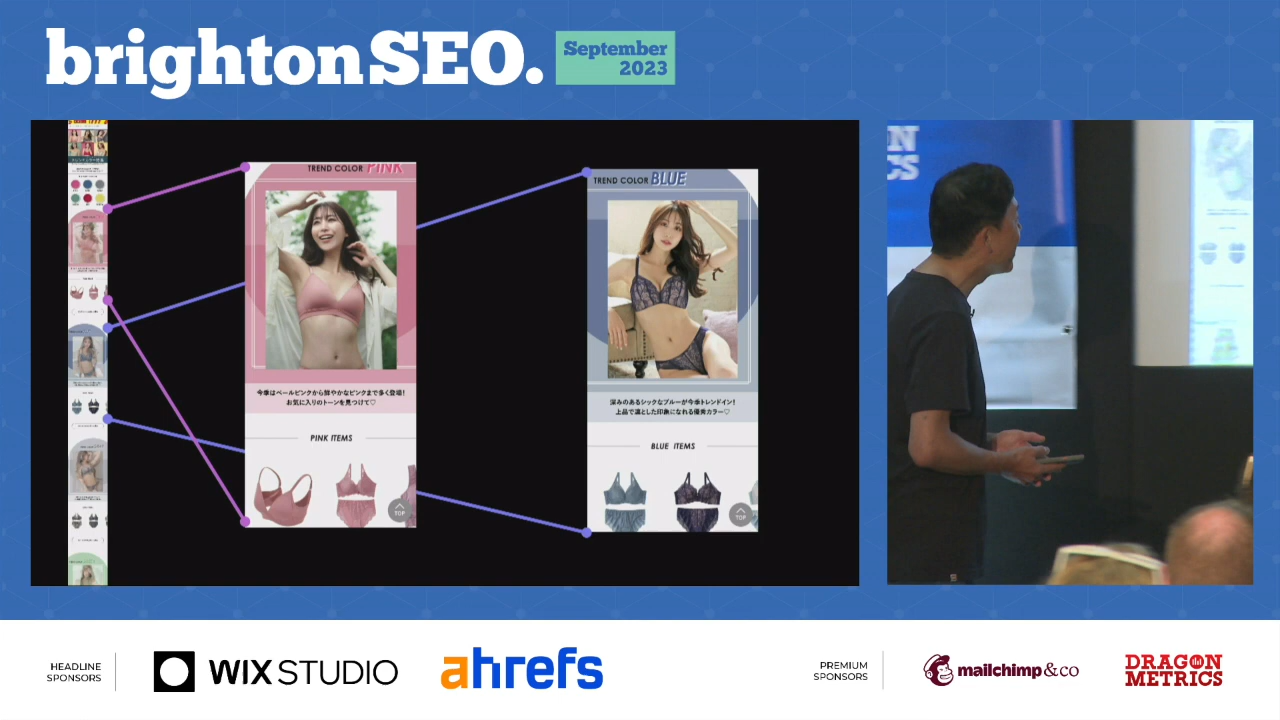 brightonSEO.
September
2023
TREND COLOR PINK
今季はペールピンクから鮮やかなピンクまで多く登場!
お気に入りのトーンを見つけて♡
PINK ITEMS
TOP
TREND COLOR BLUE
深みのあるシックなブルーが今季トレンドイン!
上品で凛とした印象になれる優秀カラー♡
BLUE ITEMS
TOP
CS
HEADLINE
SPONSORS
WIX STUDIO
ahrefs
PREMIUM
SPONSORS
mailchimp&co
DRAGON
METRICS